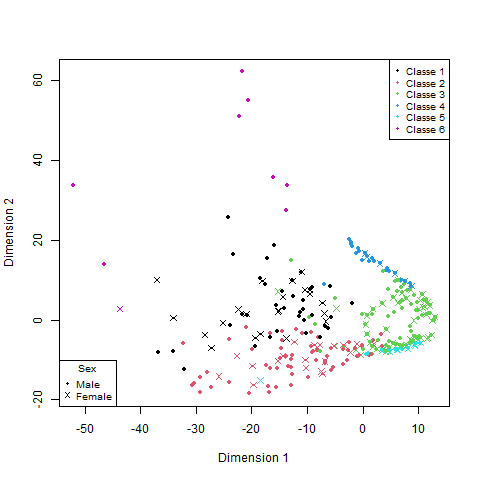 Classe 1
Classe 2
Classe 3
Classe 4
Classe 5
Classe 6
60
40
20
0
-20
Dimension 2
Sex
Male
Female
-50 -40 -30 -20 -10 0 10
Dimension 1